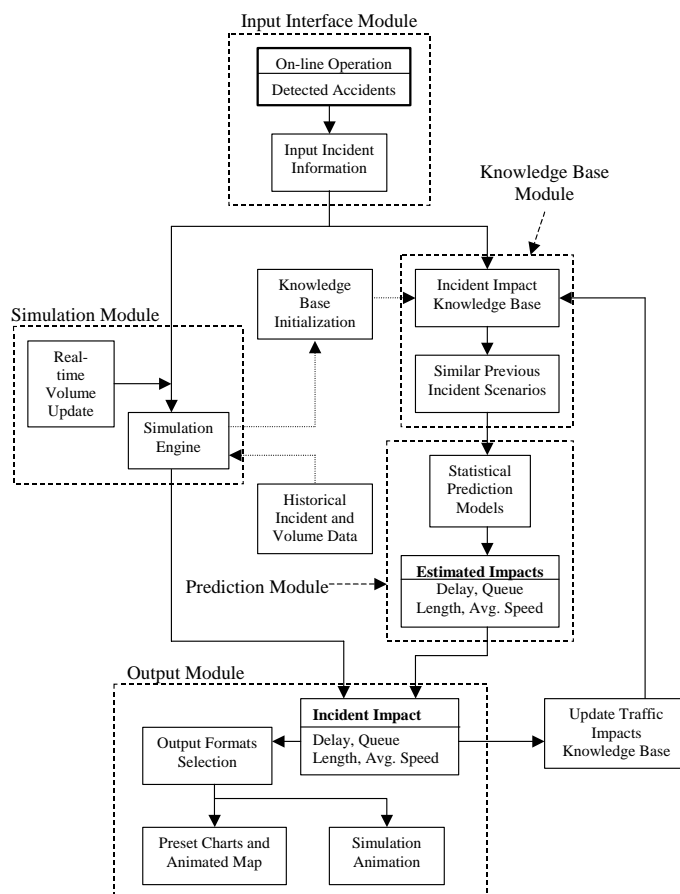 Input Interface Module
On-line Operation
Detected Accidents
Input Incident
Information
Knowledge Base
Module
Knowledge
Base
Initialization
Incident Impact
Knowledge Base
Simulation Module
Real-
time
Volume
Update
Similar Previous
Incident Scenarios
Simulation
Engine
Statistical
Prediction
Models
Historical
Incident and
Volume Data
Prediction Module
Estimated Impacts
Delay, Queue
Length, Avg. Speed
Output Module
Incident Impact
Delay, Queue
Length, Avg. Speed
Output Formats
Selection
Update Traffic
Impacts
Knowledge Base
Preset Charts and
Animated Map
Simulation
Animation